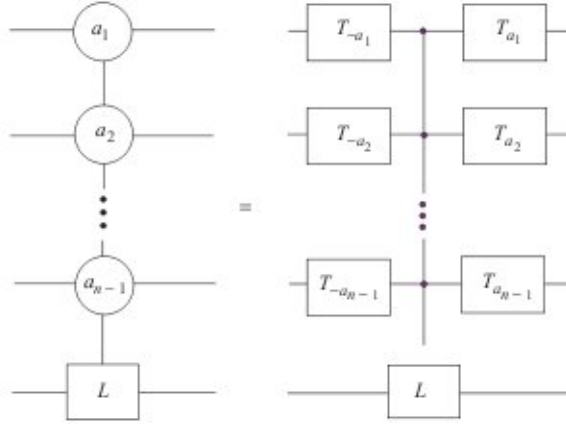 a₁ T₋ₐ₁ Tₐ₁
a₂ T₋ₐ₂ Tₐ₂
=
aₙ₋₁ T₋ₐₙ₋₁ Tₐₙ₋₁
L L